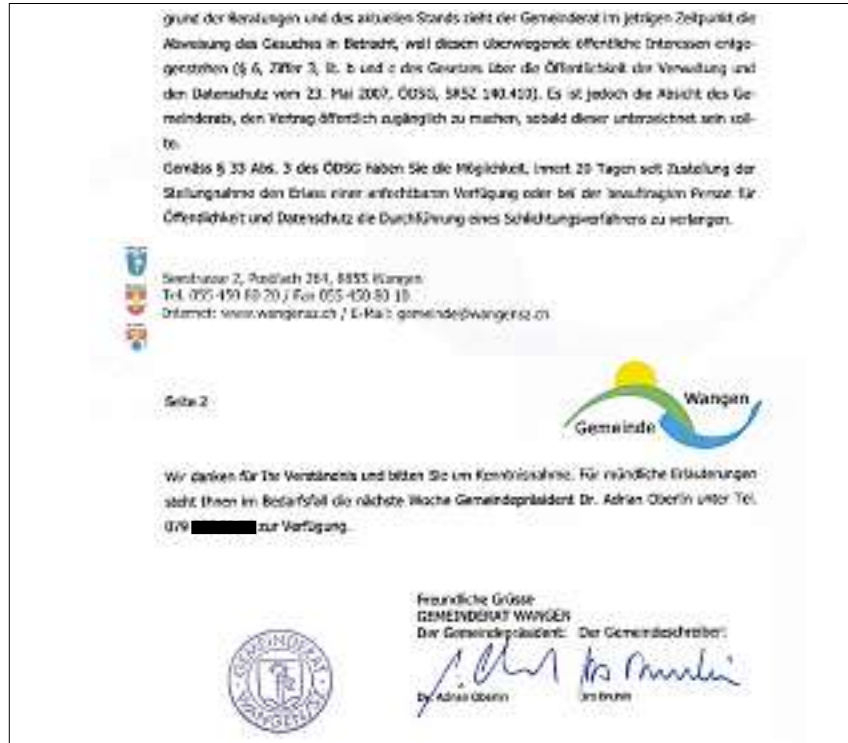 grund der Beratungen und des aktuellen Stands zieht der Gemeinderat im jetzigen Zeitpunkt die
Abweisung des Gesuches in Betracht, weil diesem überwiegende öffentliche Interessen entge-
genstehen (§ 6, Ziffer 3, lit. b und c des Gesetzes über die Öffentlichkeit der Verwaltung und
den Datenschutz vom 23. Mai 2007, ÖDSG, SRSZ 140.410). Es ist jedoch die Absicht des Ge-
meinderats, den Vertrag öffentlich zugänglich zu machen, sobald dieser unterzeichnet sein soll-
te.
Gemäss § 33 Abs. 3 des ÖDSG haben Sie die Möglichkeit, innert 20 Tagen seit Zustellung der
Stellungnahme den Erlass einer anfechtbaren Verfügung oder bei der beauftragten Person für
Öffentlichkeit und Datenschutz die Durchführung eines Schlichtungsverfahrens zu verlangen.
Seestrasse 2, Postfach 264, 8855 Wangen
Tel. 055 450 80 20 / Fax 055 450 80 10
Internet: www.wangensz.ch / E-Mail: gemeinde@wangensz.ch
Seite 2
Wangen
Gemeinde
Wir danken für Ihr Verständnis und bitten Sie um Kenntnisnahme. Für mündliche Erläuterungen
steht Ihnen im Bedarfsfall die nächste Woche Gemeindepräsident Dr. Adrian Oberlin unter Tel.
079 zur Verfügung.
Freundliche Grüsse
GEMEINDERAT WANGEN
Der Gemeindepräsident: Der Gemeindeschreiber:
Dr. Adrian Oberlin Urs Bruhin
GEMEINDERAT
WANGEN/SZ